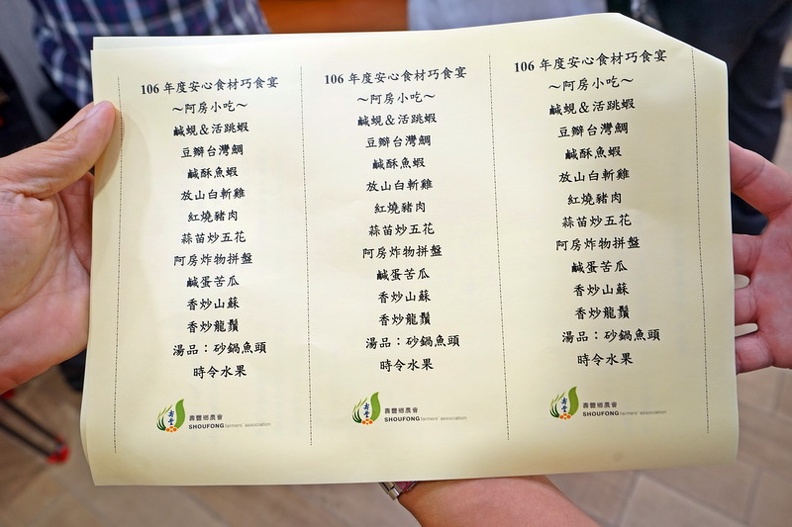 106 年度安心食材巧食宴
～阿房小吃～
鹹蜆＆活跳蝦
豆瓣台灣鯛
鹹酥魚蝦
放山白斬雞
紅燒豬肉
蒜苗炒五花
阿房炸物拼盤
鹹蛋苦瓜
香炒山蘇
香炒龍鬚
湯品：砂鍋魚頭
時令水果
壽豐
壽豐鄉農會
SHOUFONG farmers' association
106 年度安心食材巧食宴
～阿房小吃～
鹹蜆＆活跳蝦
豆瓣台灣鯛
鹹酥魚蝦
放山白斬雞
紅燒豬肉
蒜苗炒五花
阿房炸物拼盤
鹹蛋苦瓜
香炒山蘇
香炒龍鬚
湯品：砂鍋魚頭
時令水果
壽豐
壽豐鄉農會
SHOUFONG farmers' association
106 年度安心食材巧食宴
～阿房小吃～
鹹蜆＆活跳蝦
豆瓣台灣鯛
鹹酥魚蝦
放山白斬雞
紅燒豬肉
蒜苗炒五花
阿房炸物拼盤
鹹蛋苦瓜
香炒山蘇
香炒龍鬚
湯品：砂鍋魚頭
時令水果
壽豐
壽豐鄉農會
SHOUFONG farmers' association